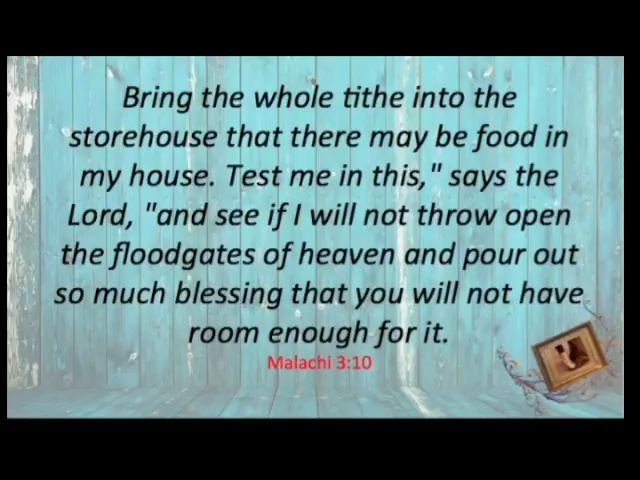 Bring the whole tithe into the
storehouse that there may be food in
my house. Test me in this," says the
Lord, "and see if I will not throw open
the floodgates of heaven and pour out
so much blessing that you will not have
room enough for it.
Malachi 3:10